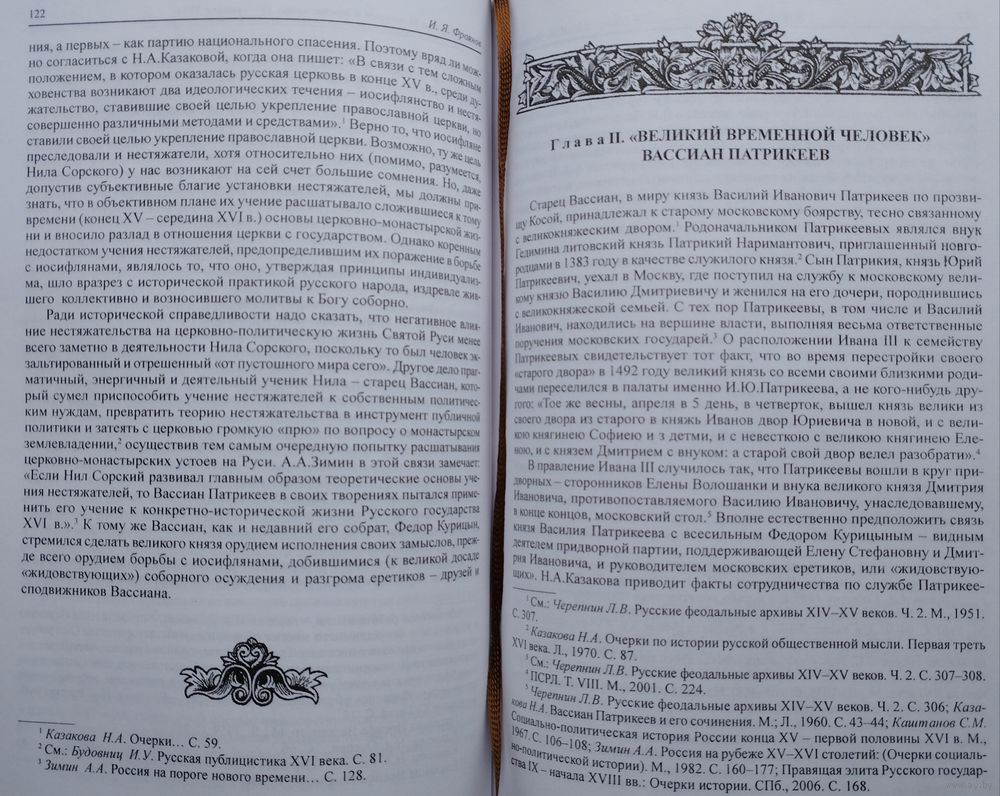 122
И. Я. Фроянов
ния, а первых – как партию национального спасения. Поэтому вряд ли мож-
но согласиться с Н.А.Казаковой, когда она пишет: «В связи с тем сложным
положением, в котором оказалась русская церковь в конце XV в., среди ду-
ховенства возникают два идеологических течения – иосифлянство и нестя-
жательство, ставившие своей целью укрепление православной церкви, но
совершенно различными методами и средствами».¹ Верно то, что иосифляне
ставили своей целью укрепление православной церкви. Возможно, ту же цель
преследовали и нестяжатели, хотя относительно них (помимо, разумеется,
Нила Сорского) у нас возникают на сей счет большие сомнения. Но, даже
допустив субъективные благие установки нестяжателей, мы должны при-
знать, что в объективном плане их учение расшатывало сложившиеся к тому
времени (конец XV – середина XVI в.) основы церковно-монастырской жиз-
ни и вносило разлад в отношения церкви с государством. Однако коренным
недостатком учения нестяжателей, предопределившим их поражение в борьбе
с иосифлянами, являлось то, что оно, утверждая принципы индивидуализ-
ма, шло вразрез с исторической практикой русского народа, издревле жив-
шего коллективно и возносившего молитвы к Богу соборно.
Ради исторической справедливости надо сказать, что негативное влия-
ние нестяжательства на церковно-политическую жизнь Святой Руси менее
всего заметно в деятельности Нила Сорского, поскольку то был человек эк-
зальтированный и отрешенный «от пустошного мира сего». Другое дело праг-
матичный, энергичный и деятельный ученик Нила – старец Вассиан, кото-
рый сумел приспособить учение нестяжателей к собственным политичес-
ким нуждам, превратить теорию нестяжательства в инструмент публичной
политики и затеять с церковью громкую «прю» по вопросу о монастырском
землевладении,² осуществив тем самым очередную попытку расшатывания
церковно-монастырских устоев на Руси. А.А.Зимин в этой связи замечает:
«Если Нил Сорский развивал главным образом теоретические основы уче-
ния нестяжателей, то Вассиан Патрикеев в своих творениях пытался приме-
нить его учение к конкретно-исторической жизни Русского государства
XVI в.».³ К тому же Вассиан, как и недавний его собрат, Федор Курицын,
стремился сделать великого князя орудием исполнения своих замыслов, преж-
де всего орудием борьбы с иосифлянами, добившимися (к великой досаде
«жидовствующих») соборного осуждения и разгрома еретиков – друзей и
сподвижников Вассиана.
¹ Казакова Н.А. Очерки… С. 59.
² См.: Будовниц И.У. Русская публицистика XVI века. С. 81.
³ Зимин А.А. Россия на пороге нового времени… С. 128.
Глава II. «ВЕЛИКИЙ ВРЕМЕННОЙ ЧЕЛОВЕК»
ВАССИАН ПАТРИКЕЕВ
Старец Вассиан, в миру князь Василий Иванович Патрикеев по прозви-
щу Косой, принадлежал к старому московскому боярству, тесно связанному
с великокняжеским двором.¹ Родоначальником Патрикеевых являлся внук
Гедимина литовский князь Патрикий Наримантович, приглашенный новго-
родцами в 1383 году в качестве служилого князя.² Сын Патрикия, князь Юрий
Патрикеевич, уехал в Москву, где поступил на службу к московскому вели-
кому князю Василию Дмитриевичу и женился на его дочери, породнившись
с великокняжеской семьей. С тех пор Патрикеевы, в том числе и Василий
Иванович, находились на вершине власти, выполняя весьма ответственные
поручения московских государей.³ О расположении Ивана III к семейству
Патрикеевых свидетельствует тот факт, что во время перестройки своего
«старого двора» в 1492 году великий князь со всеми своими близкими роди-
чами переселился в палаты именно И.Ю.Патрикеева, а не кого-нибудь дру-
гого: «Тое же весны, апреля в 5 день, в четверток, вышел князь велики из
своего двора из старого в княжь Иванов двор Юриевича в новой, и с вели-
кою княгинею Софиею и з детми, и с невесткою с великою княгинею Еле-
ною, и с князем Дмитрием с внуком: а старой свой двор велел разобрати».⁴
В правление Ивана III случилось так, что Патрикеевы вошли в круг при-
дворных – сторонников Елены Волошанки и внука великого князя Дмитрия
Ивановича, противопоставляемого Василию Ивановичу, унаследовавшему,
в конце концов, московский стол.⁵ Вполне естественно предположить связь
князя Василия Патрикеева с всесильным Федором Курицыным – видным
деятелем придворной партии, поддерживающей Елену Стефановну и Дмит-
рия Ивановича, и руководителем московских еретиков, или «жидовствую-
щих». Н.А.Казакова приводит факты сотрудничества по службе Патрикее-
¹ См.: Черепнин Л.В. Русские феодальные архивы XIV–XV веков. Ч. 2. М., 1951.
С. 307.
² Казакова Н.А. Очерки по истории русской общественной мысли. Первая треть
XVI века. Л., 1970. С. 87.
³ См.: Черепнин Л.В. Русские феодальные архивы XIV–XV веков. Ч. 2. С. 307–308.
⁴ ПСРЛ. Т. VIII. М., 2001. С. 224.
⁵ Черепнин Л.В. Русские феодальные архивы XIV–XV веков. Ч. 2. С. 306; Каза-
кова Н.А. Вассиан Патрикеев и его сочинения. М.; Л., 1960. С. 43–44; Каштанов С.М.
Социально-политическая история России конца XV – первой половины XVI в. М.,
1967. С. 106–108; Зимин А.А. Россия на рубеже XV–XVI столетий: (Очерки социаль-
но-политической истории). М., 1982. С. 160–177; Правящая элита Русского государ-
ства IX – начала XVIII вв.: Очерки истории. СПб., 2006. С. 168.